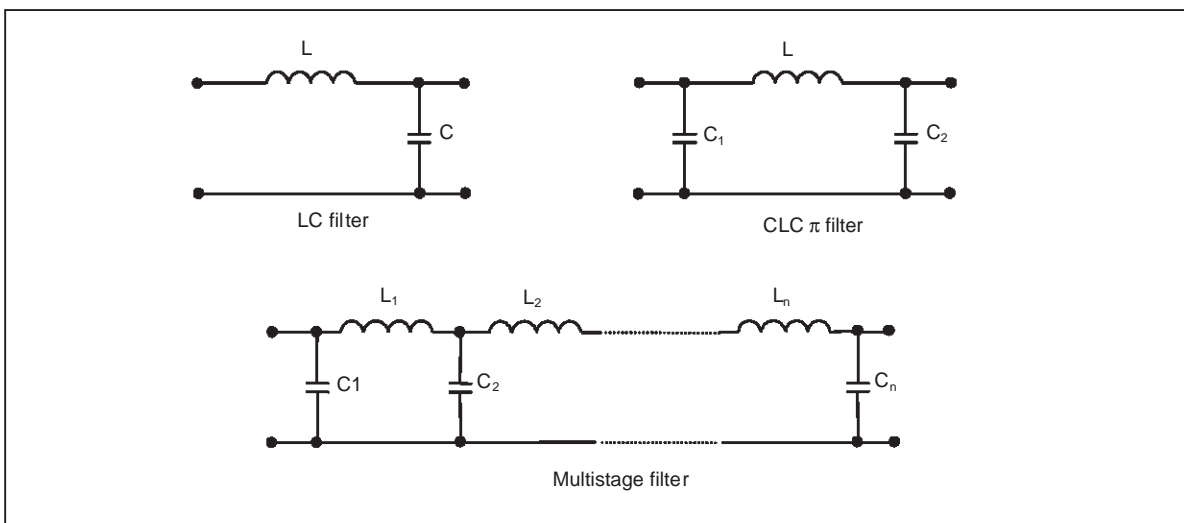 L
L
C
C₁
C₂
LC filter
CLC π filter
L₁
L₂
Lₙ
C1
C₂
Cₙ
Multistage filter